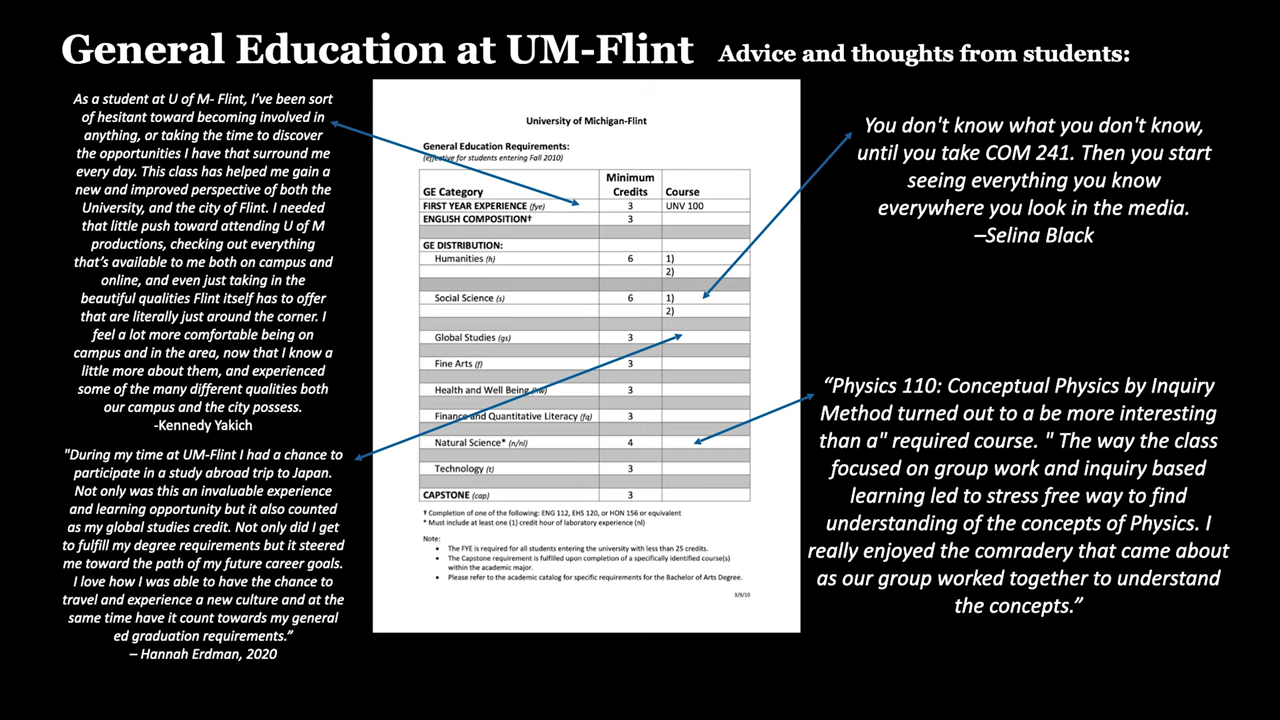 General Education at UM-Flint
Advice and thoughts from students:
As a student at U of M- Flint, I've been sort
of hesitant toward becoming involved in
anything, or taking the time to discover
the opportunities I have that surround me
every day. This class has helped me gain a
new and improved perspective of both the
University, and the city of Flint. I needed
that little push toward attending U of M
productions, checking out everything
that's available to me both on campus and
online, and even just taking in the
beautiful qualities Flint itself has to offer
that are literally just around the corner. I
feel a lot more comfortable being on
campus and in the area, now that I know a
little more about them, and experienced
some of the many different qualities both
our campus and the city possess.
-Kennedy Yakich
"During my time at UM-Flint I had a chance to
participate in a study abroad trip to Japan.
Not only was this an invaluable experience
and learning opportunity but it also counted
as my global studies credit. Not only did I get
to fulfill my degree requirements but it steered
me toward the path of my future career goals.
I love how I was able to have the chance to
travel and experience a new culture and at the
same time have it count towards my general
ed graduation requirements.”
– Hannah Erdman, 2020
University of Michigan-Flint
General Education Requirements:
(effective for students entering Fall 2010)
GE Category Minimum Credits Course
FIRST YEAR EXPERIENCE (fye) 3 UNV 100
ENGLISH COMPOSITION† 3
GE DISTRIBUTION:
Humanities (h) 6 1)
2)
Social Science (s) 6 1)
2)
Global Studies (gs) 3
Fine Arts (f) 3
Health and Well Being (hw) 3
Finance and Quantitative Literacy (fq) 3
Natural Science* (n/nl) 4
Technology (t) 3
CAPSTONE (cap) 3
† Completion of one of the following: ENG 112, EHS 120, or HON 156 or equivalent
* Must include at least one (1) credit hour of laboratory experience (nl)
Note:
• The FYE is required for all students entering the university with less than 25 credits.
• The Capstone requirement is fulfilled upon completion of a specifically identified course(s)
within the academic major.
• Please refer to the academic catalog for specific requirements for the Bachelor of Arts Degree.
3/9/10
You don't know what you don't know,
until you take COM 241. Then you start
seeing everything you know
everywhere you look in the media.
–Selina Black
“Physics 110: Conceptual Physics by Inquiry
Method turned out to a be more interesting
than a" required course. " The way the class
focused on group work and inquiry based
learning led to stress free way to find
understanding of the concepts of Physics. I
really enjoyed the comradery that came about
as our group worked together to understand
the concepts.”